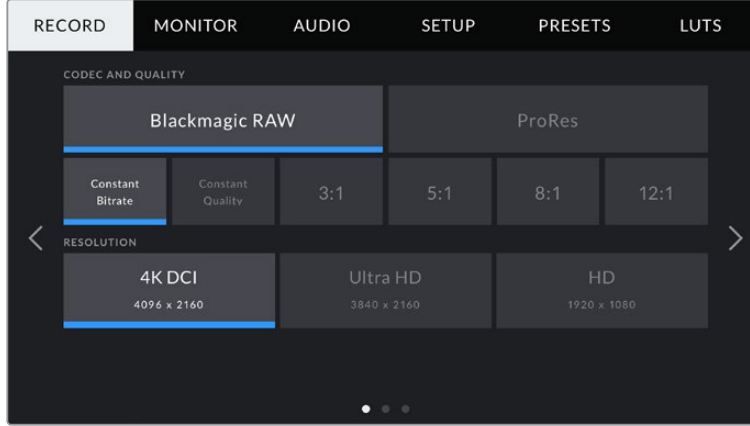 RECORD MONITOR AUDIO SETUP PRESETS LUTS
CODEC AND QUALITY
Blackmagic RAW ProRes
Constant Bitrate Constant Quality 3:1 5:1 8:1 12:1
RESOLUTION
4K DCI Ultra HD HD
4096 x 2160 3840 x 2160 1920 x 1080